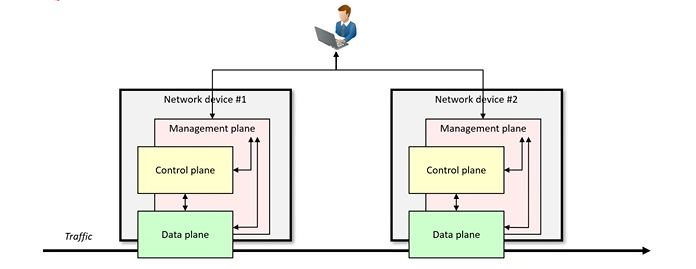 Network device #1
Network device #2
Management plane
Management plane
Control plane
Control plane
Traffic
Data plane
Data plane